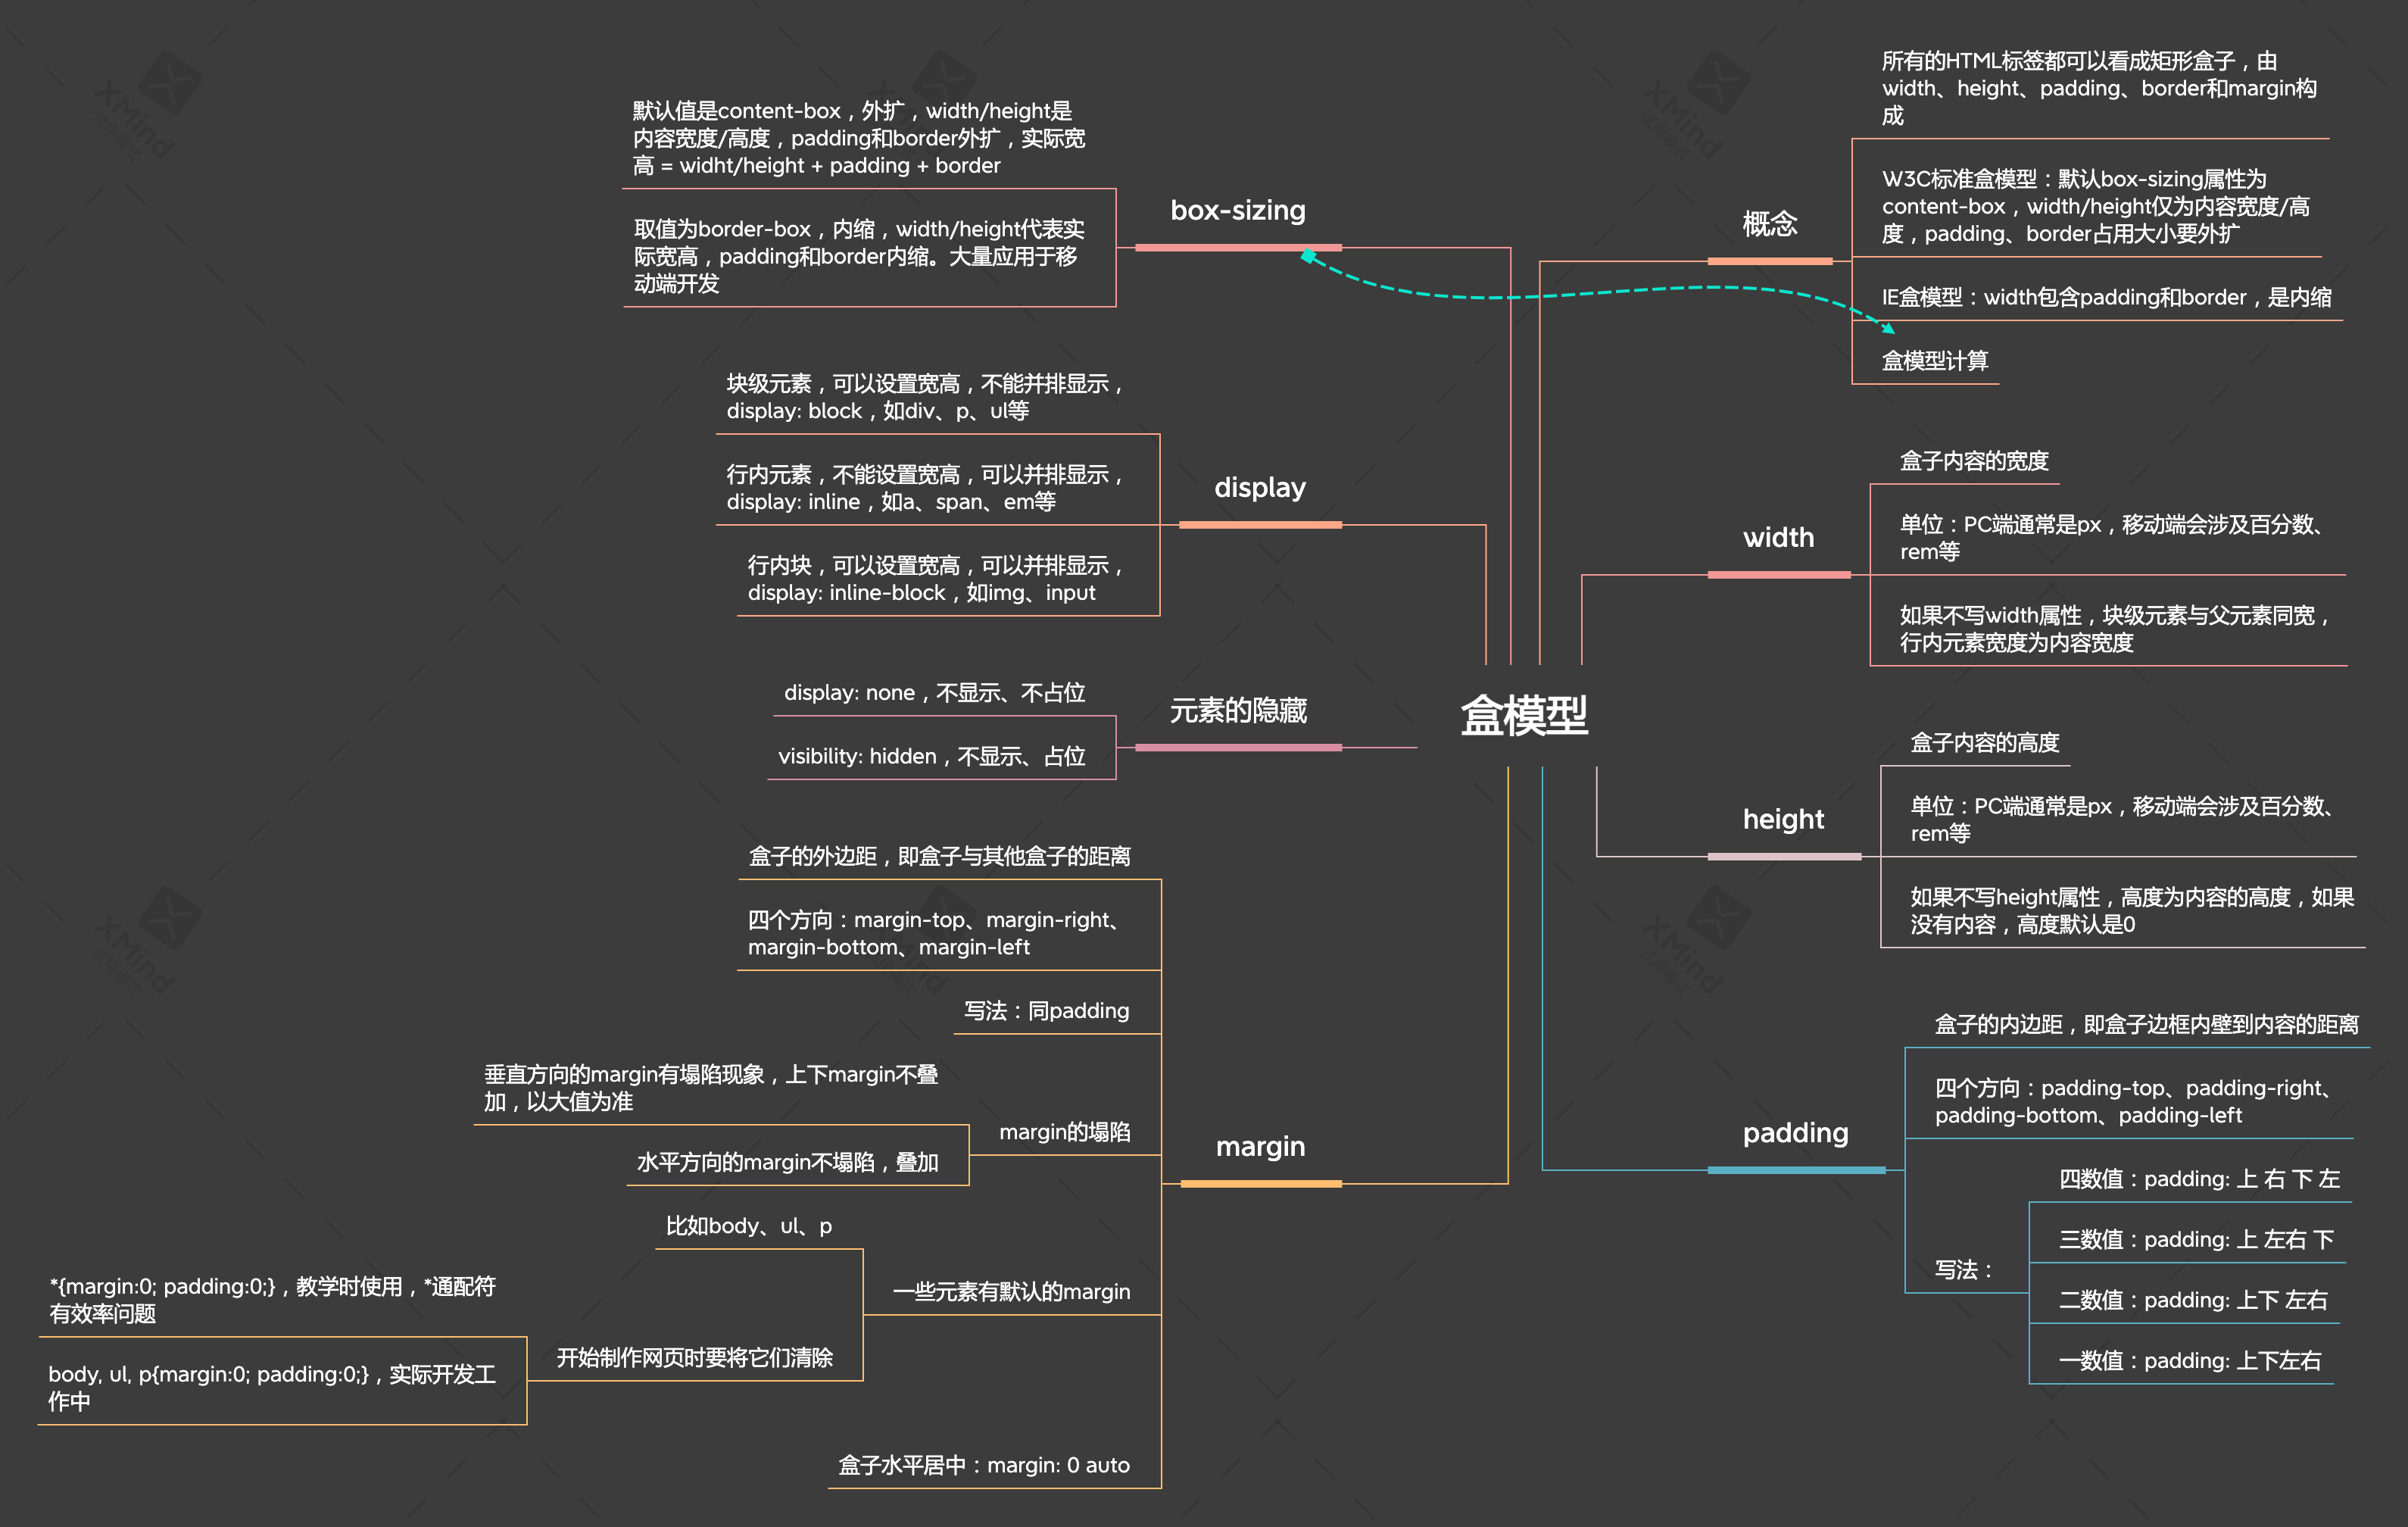 盒模型
概念
所有的HTML标签都可以看成矩形盒子，由
width、height、padding、border和margin构
成
W3C标准盒模型：默认box-sizing属性为
content-box，width/height仅为内容宽度/高
度，padding、border占用大小要外扩
IE盒模型：width包含padding和border，是内缩
盒模型计算
width
盒子内容的宽度
单位：PC端通常是px，移动端会涉及百分数、
rem等
如果不写width属性，块级元素与父元素同宽，
行内元素宽度为内容宽度
height
盒子内容的高度
单位：PC端通常是px，移动端会涉及百分数、
rem等
如果不写height属性，高度为内容的高度，如果
没有内容，高度默认是0
padding
盒子的内边距，即盒子边框内壁到内容的距离
四个方向：padding-top、padding-right、
padding-bottom、padding-left
写法：
四数值：padding: 上 右 下 左
三数值：padding: 上 左右 下
二数值：padding: 上下 左右
一数值：padding: 上下左右
box-sizing
默认值是content-box，外扩，width/height是
内容宽度/高度，padding和border外扩，实际宽
高 = widht/height + padding + border
取值为border-box，内缩，width/height代表实
际宽高，padding和border内缩。大量应用于移
动端开发
display
块级元素，可以设置宽高，不能并排显示，
display: block，如div、p、ul等
行内元素，不能设置宽高，可以并排显示，
display: inline，如a、span、em等
行内块，可以设置宽高，可以并排显示，
display: inline-block，如img、input
元素的隐藏
display: none，不显示、不占位
visibility: hidden，不显示、占位
margin
盒子的外边距，即盒子与其他盒子的距离
四个方向：margin-top、margin-right、
margin-bottom、margin-left
写法：同padding
margin的塌陷
垂直方向的margin有塌陷现象，上下margin不叠
加，以大值为准
水平方向的margin不塌陷，叠加
一些元素有默认的margin
比如body、ul、p
开始制作网页时要将它们清除
*{margin:0; padding:0;}，教学时使用，*通配符
有效率问题
body, ul, p{margin:0; padding:0;}，实际开发工
作中
盒子水平居中：margin: 0 auto
XMind
试用模式
XMind
试用模式
XMind
试用模式
XMind
试用模式